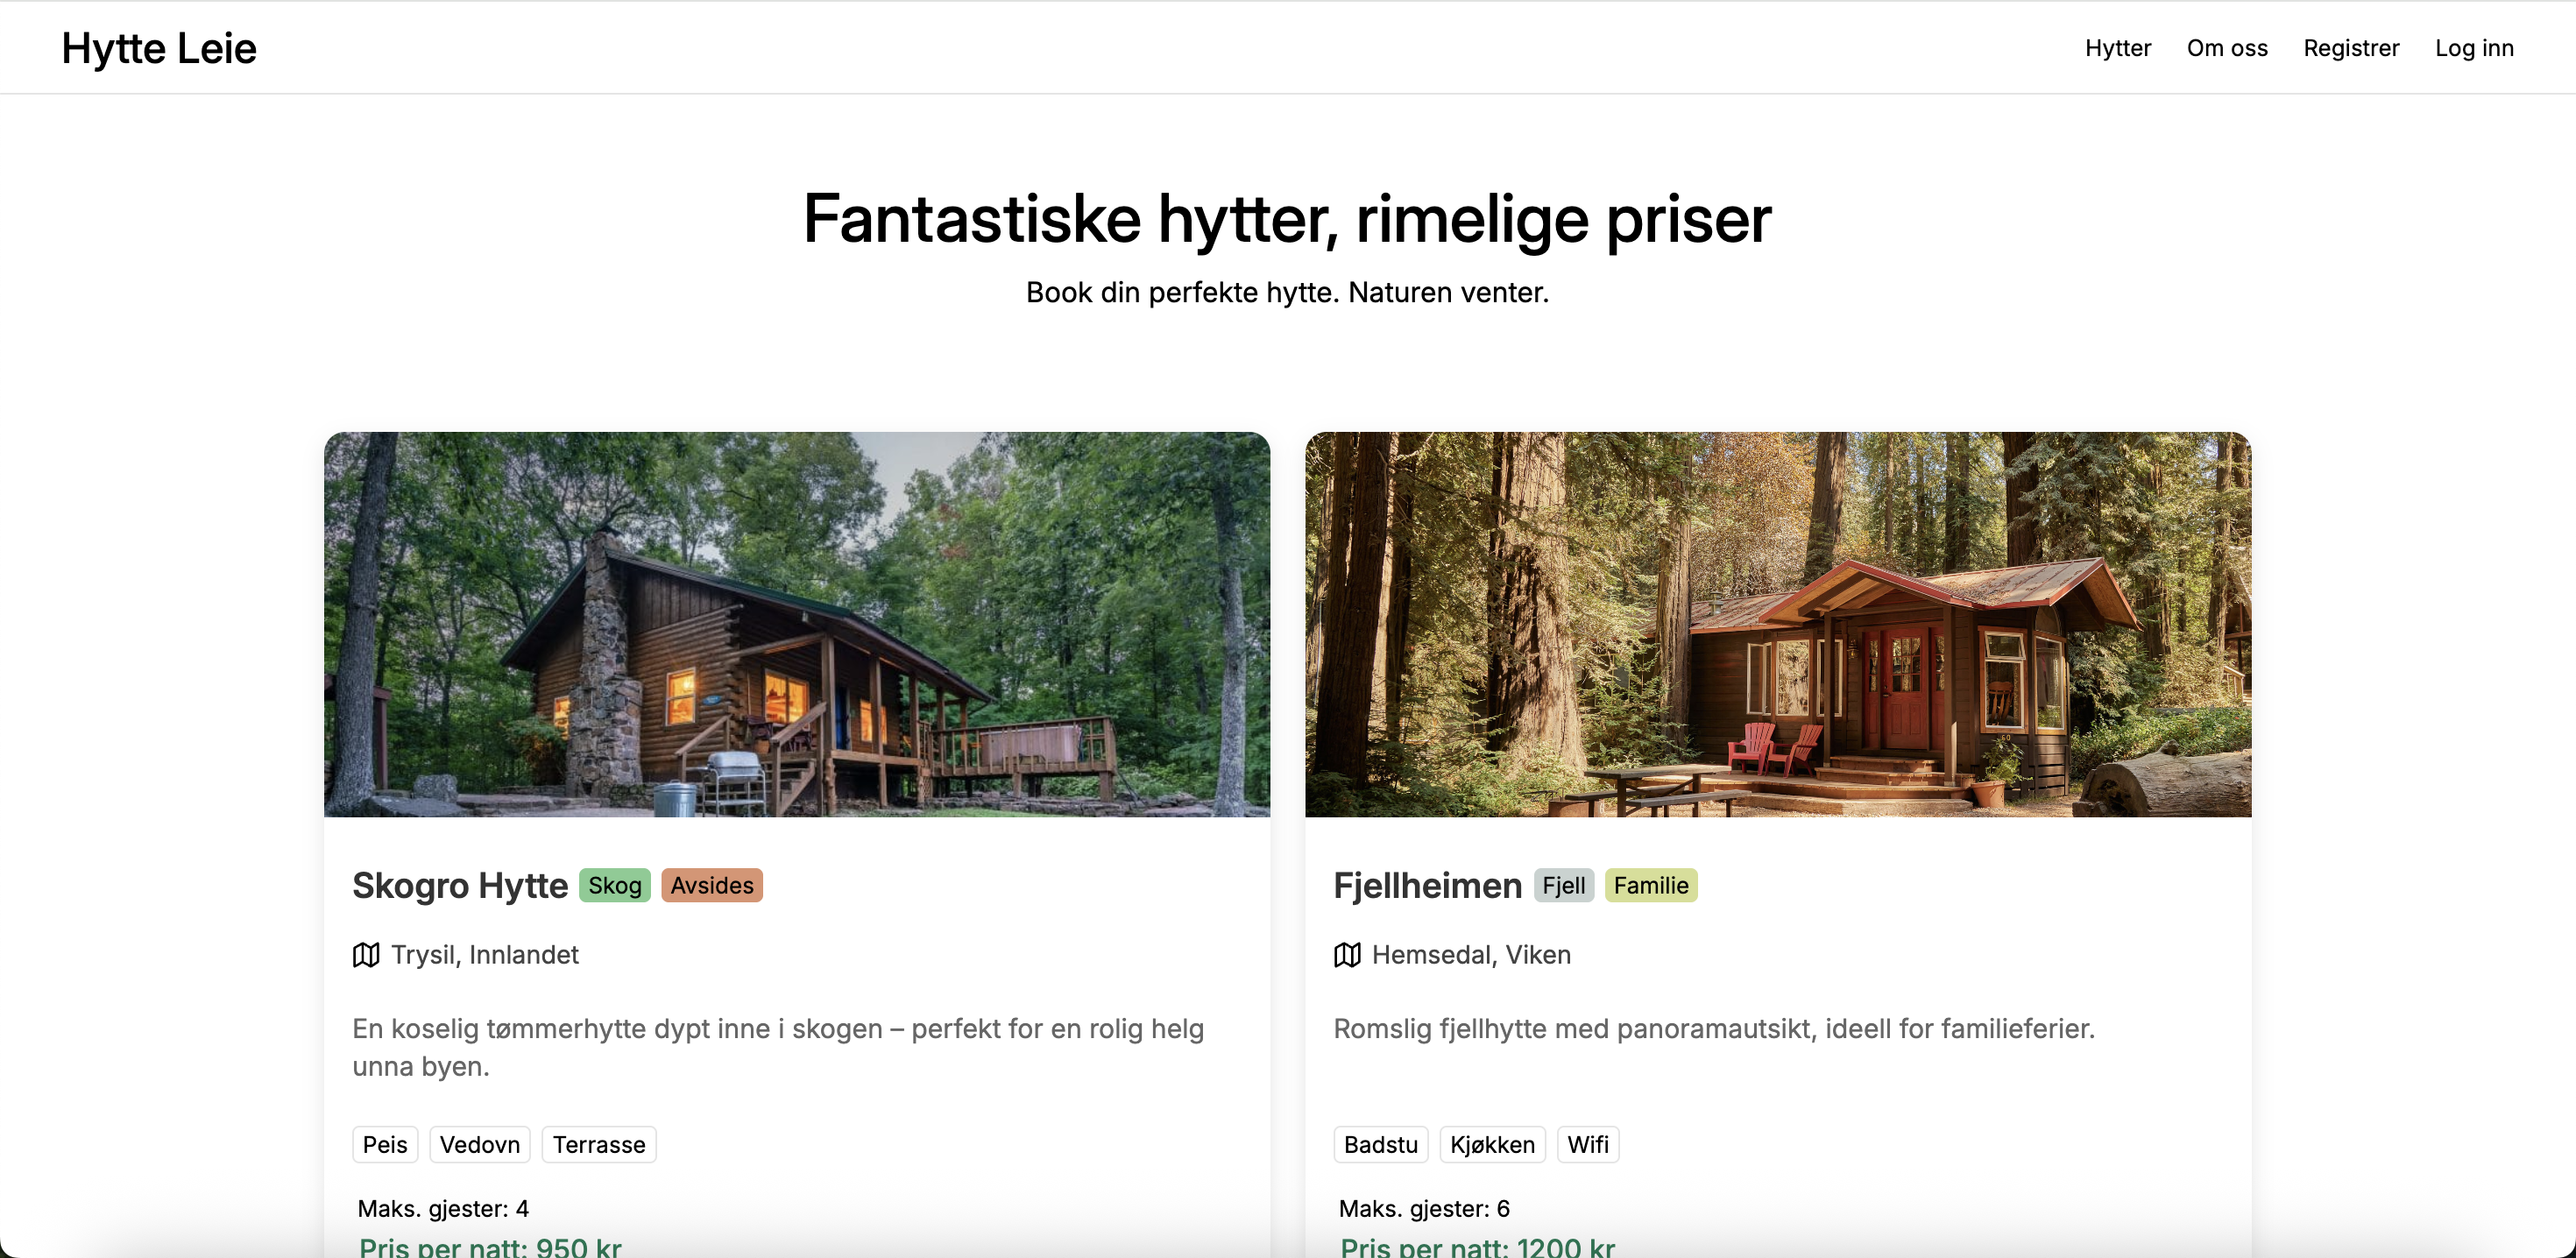 Hytte Leie
Hytter Om oss Registrer Log inn
Fantastiske hytter, rimelige priser
Book din perfekte hytte. Naturen venter.
Skogro Hytte Skog Avsides
Trysil, Innlandet
En koselig tømmerhytte dypt inne i skogen – perfekt for en rolig helg
unna byen.
Peis Vedovn Terrasse
Maks. gjester: 4
Pris per natt: 950 kr
Fjellheimen Fjell Familie
Hemsedal, Viken
Romslig fjellhytte med panoramautsikt, ideell for familieferier.
Badstu Kjøkken Wifi
Maks. gjester: 6
Pris per natt: 1200 kr